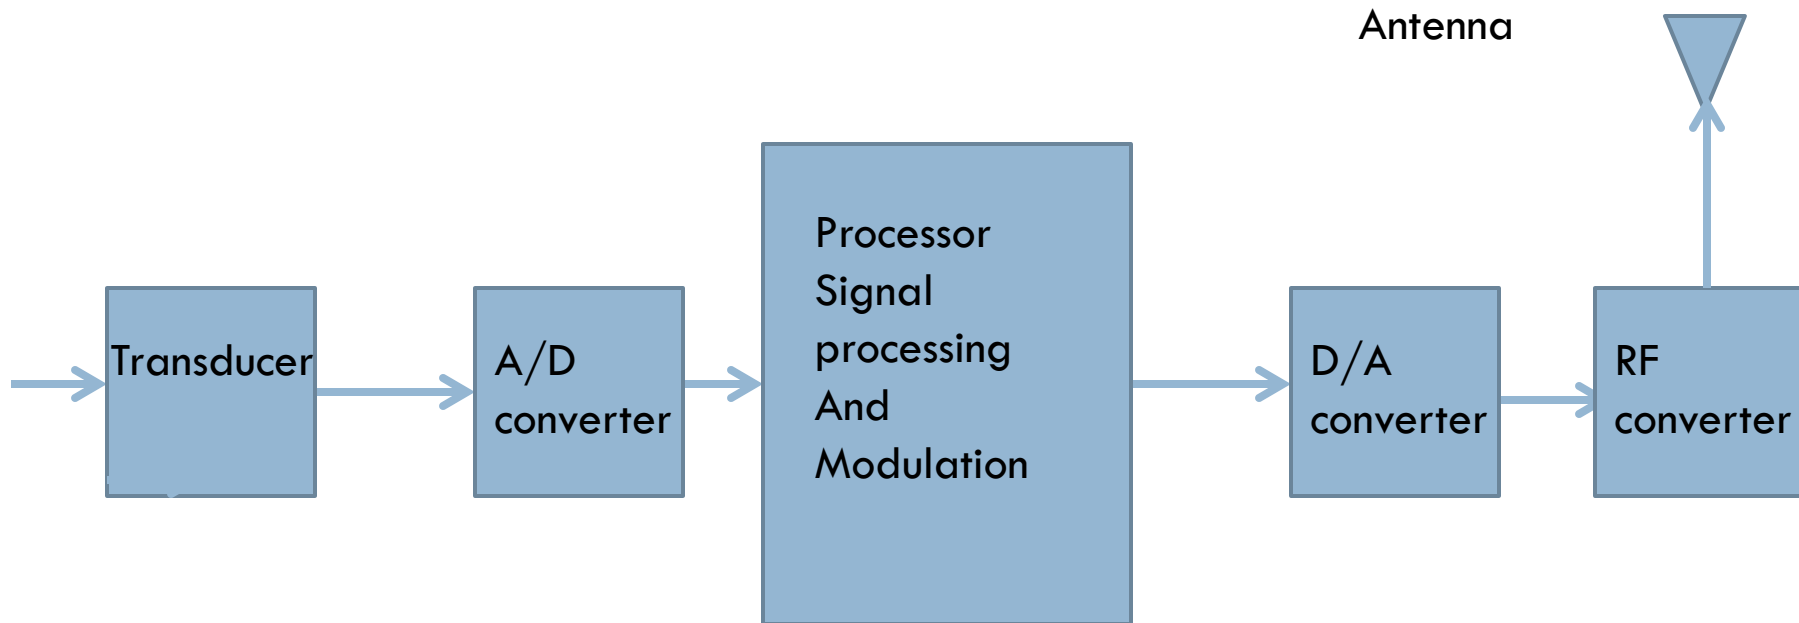 Antenna
Processor
Signal
processing
And
Modulation
Transducer
A/D
converter
D/A
converter
RF
converter